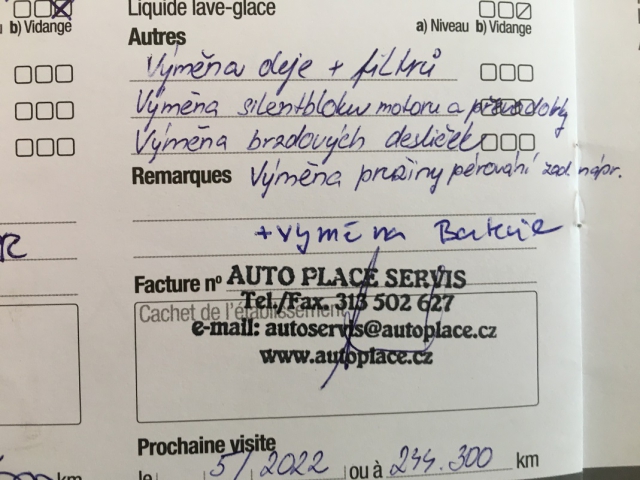 Liquide lave-glace
b) Vidange
a) Niveau b) Vidange
Autres
Výměna oleje + filtrů
Výměna silentbloku motoru a převodovky
Výměna brzdových destiček
Remarques Výměna pružiny pérování zad. nápr.
+ výměna Baterie
Facture nº AUTO PLACE SERVIS
Cachet de l'établissement
Tel./Fax. 313 502 627
e-mail: autoservis@autoplace.cz
www.autoplace.cz
Prochaine visite
km le 5/2022 ou à 244.300 km